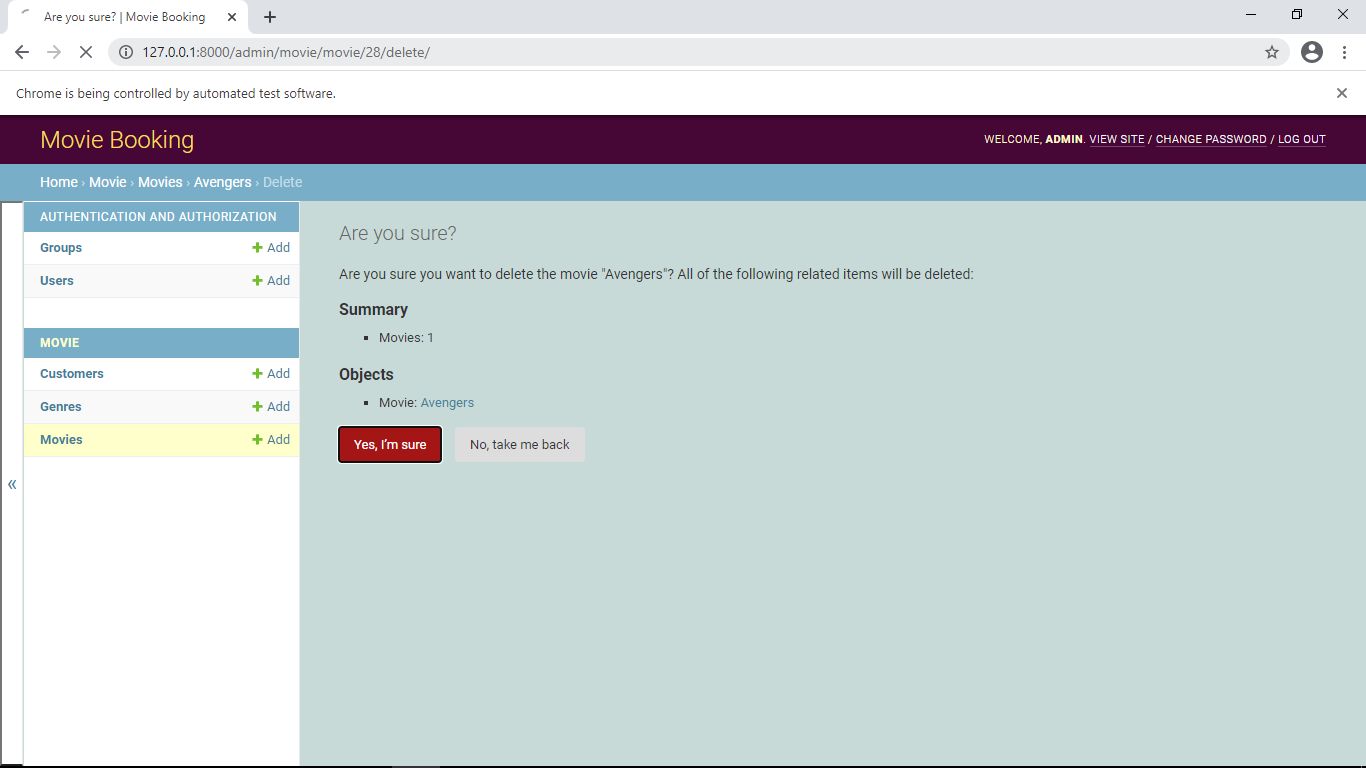 Are you sure? | Movie Booking
127.0.0.1:8000/admin/movie/movie/28/delete/
Chrome is being controlled by automated test software.
Movie Booking
WELCOME, ADMIN. VIEW SITE / CHANGE PASSWORD / LOG OUT
Home › Movie › Movies › Avengers › Delete
AUTHENTICATION AND AUTHORIZATION
Groups + Add
Users + Add
MOVIE
Customers + Add
Genres + Add
Movies + Add
«
Are you sure?
Are you sure you want to delete the movie "Avengers"? All of the following related items will be deleted:
Summary
Movies: 1
Objects
Movie: Avengers
Yes, I’m sure
No, take me back